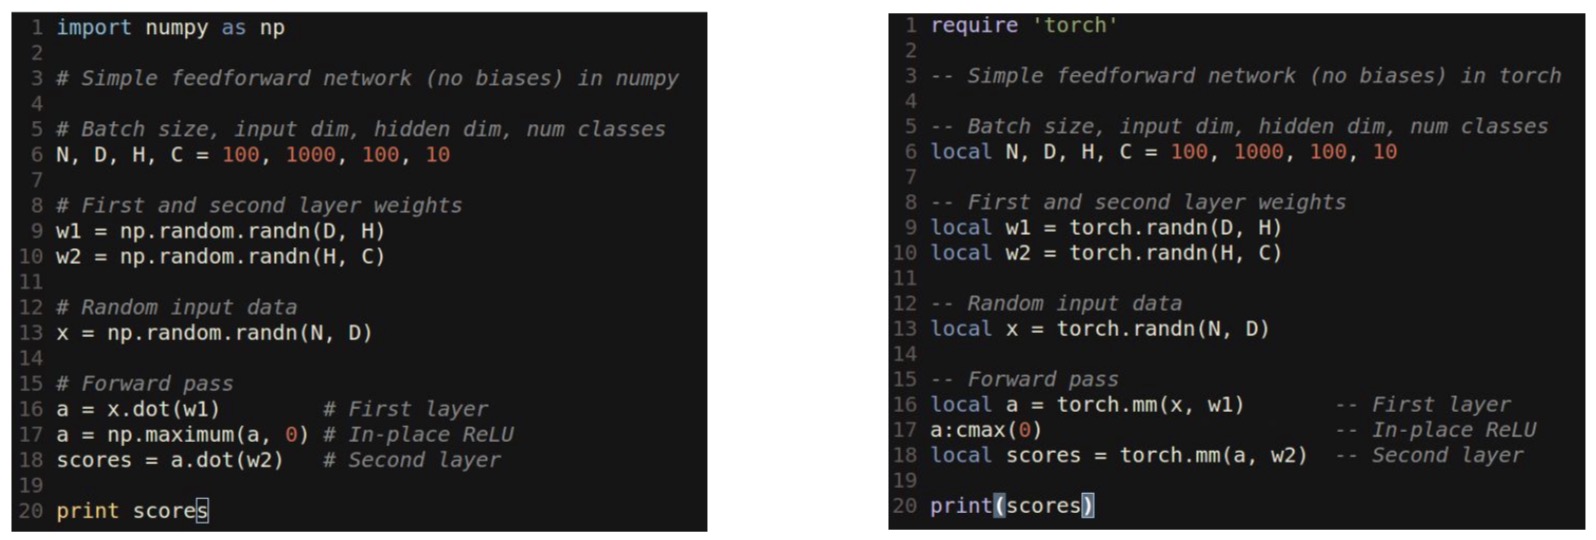 1 import numpy as np
2
3 # Simple feedforward network (no biases) in numpy
4
5 # Batch size, input dim, hidden dim, num classes
6 N, D, H, C = 100, 1000, 100, 10
7
8 # First and second layer weights
9 w1 = np.random.randn(D, H)
10 w2 = np.random.randn(H, C)
11
12 # Random input data
13 x = np.random.randn(N, D)
14
15 # Forward pass
16 a = x.dot(w1)        # First layer
17 a = np.maximum(a, 0) # In-place ReLU
18 scores = a.dot(w2)   # Second layer
19
20 print scores
1 require 'torch'
2
3 -- Simple feedforward network (no biases) in torch
4
5 -- Batch size, input dim, hidden dim, num classes
6 local N, D, H, C = 100, 1000, 100, 10
7
8 -- First and second layer weights
9 local w1 = torch.randn(D, H)
10 local w2 = torch.randn(H, C)
11
12 -- Random input data
13 local x = torch.randn(N, D)
14
15 -- Forward pass
16 local a = torch.mm(x, w1)       -- First layer
17 a:cmax(0)                       -- In-place ReLU
18 local scores = torch.mm(a, w2)  -- Second layer
19
20 print(scores)